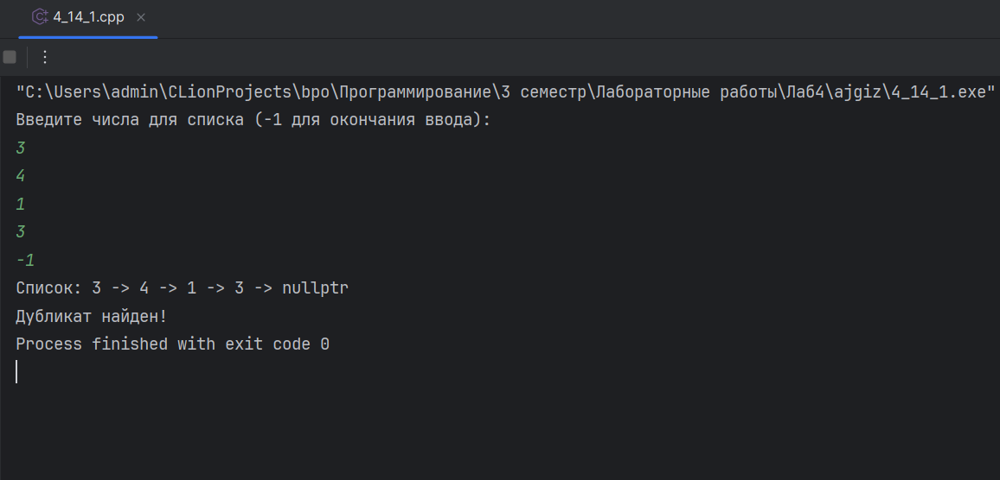 4_14_1.cpp
"C:\Users\admin\CLionProjects\bpo\Программирование\3 семестр\Лабораторные работы\Лаб4\ajgiz\4_14_1.exe"
Введите числа для списка (-1 для окончания ввода):
3
4
1
3
-1
Список: 3 -> 4 -> 1 -> 3 -> nullptr
Дубликат найден!
Process finished with exit code 0